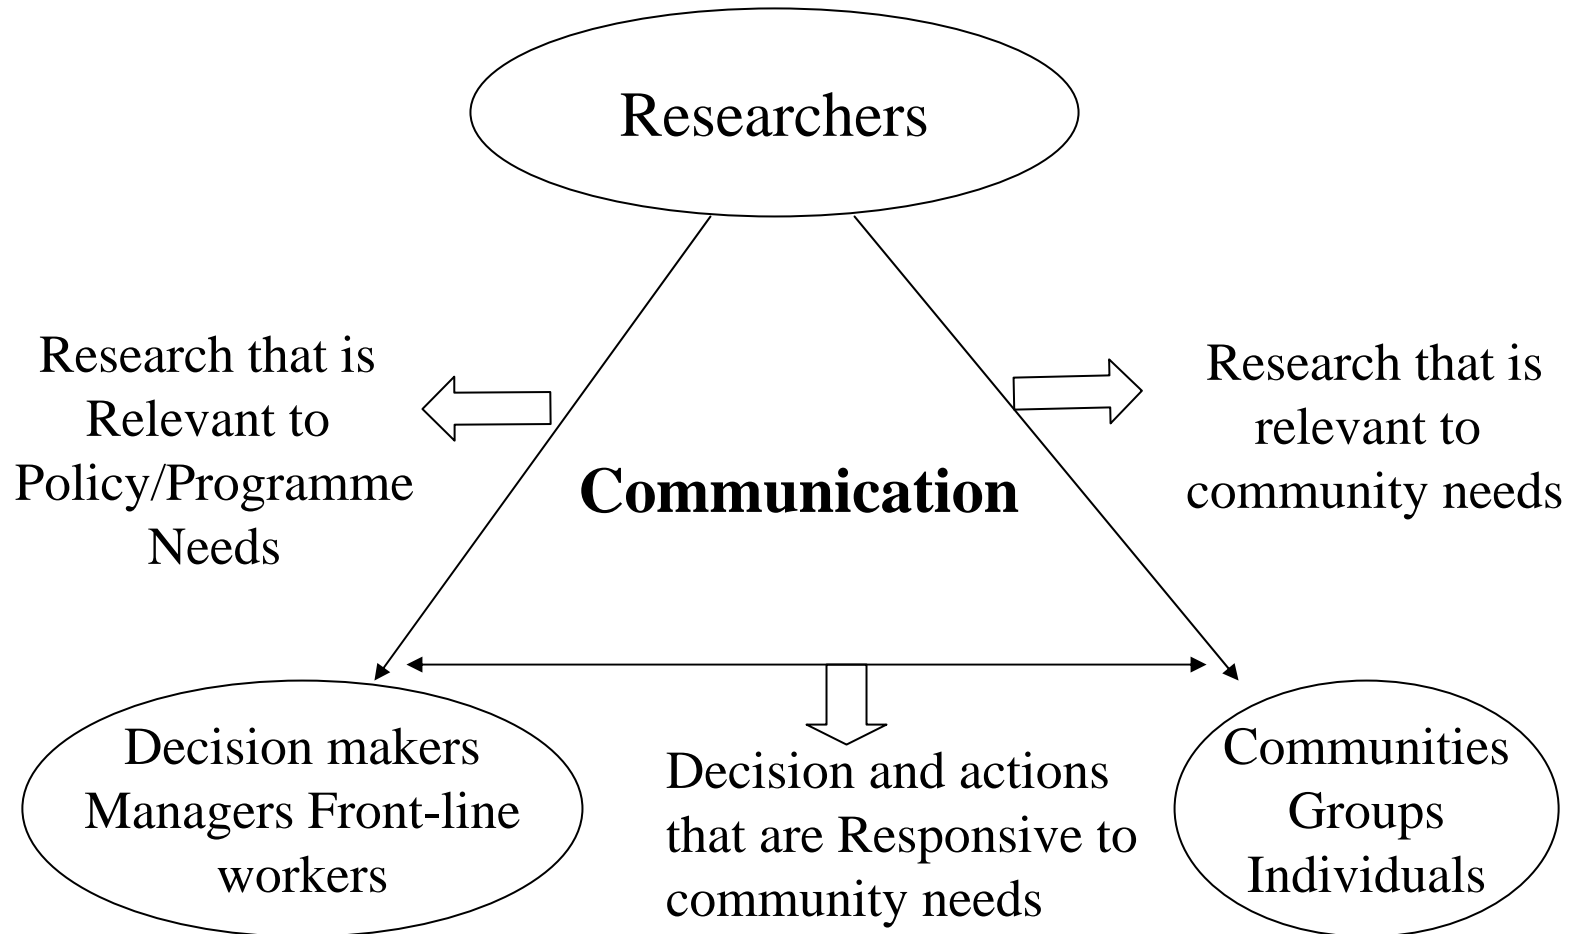 Researchers
Research that is
Relevant to
Policy/Programme
Needs
Research that is
relevant to
community needs
Communication
Decision makers
Managers Front-line
workers
Decision and actions
that are Responsive to
community needs
Communities
Groups
Individuals